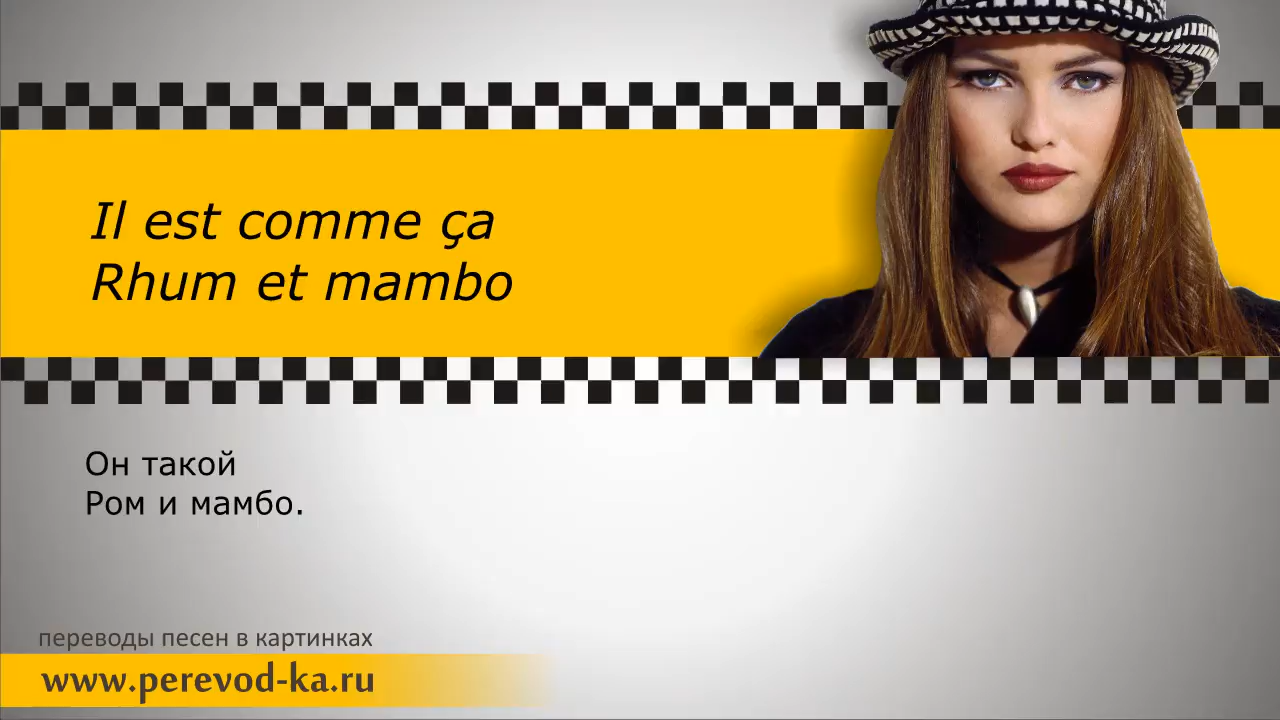 Il est comme ça
Rhum et mambo
Он такой
Ром и мамбо.
переводы песен в картинках
www.perevod-ka.ru